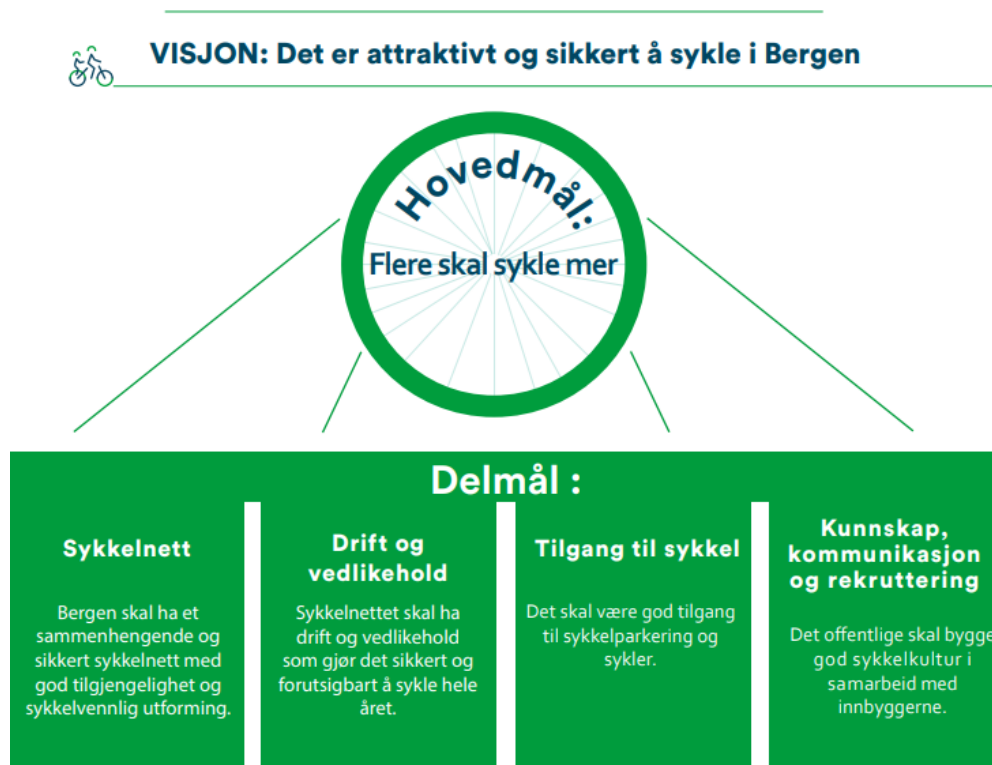 VISJON: Det er attraktivt og sikkert å sykle i Bergen
Hovedmål:
Flere skal sykle mer
Delmål :
Sykkelnett
Bergen skal ha et
sammenhengende og
sikkert sykkelnett med
god tilgjengelighet og
sykkelvennlig utforming.
Drift og
vedlikehold
Sykkelnettet skal ha
drift og vedlikehold
som gjør det sikkert og
forutsigbart å sykle hele
året.
Tilgang til sykkel
Det skal være god tilgang
til sykkelparkering og
sykler.
Kunnskap,
kommunikasjon
og rekruttering
Det offentlige skal bygge
god sykkelkultur i
samarbeid med
innbyggerne.